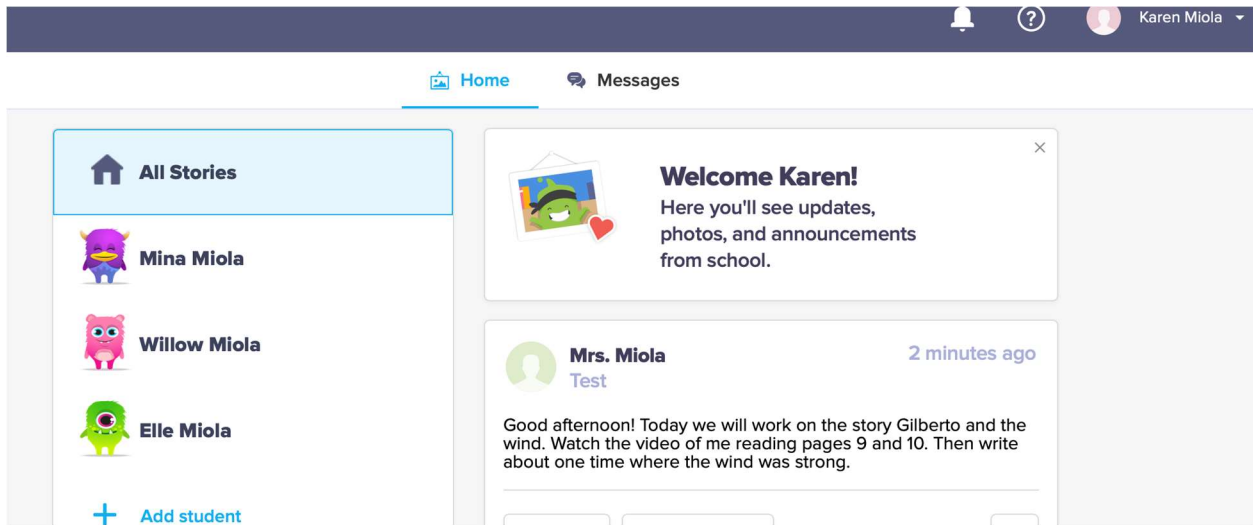 Karen Miola
Home
Messages
All Stories
Mina Miola
Willow Miola
Elle Miola
Add student
Welcome Karen!
Here you'll see updates,
photos, and announcements
from school.
Mrs. Miola
2 minutes ago
Test
Good afternoon! Today we will work on the story Gilberto and the
wind. Watch the video of me reading pages 9 and 10. Then write
about one time where the wind was strong.